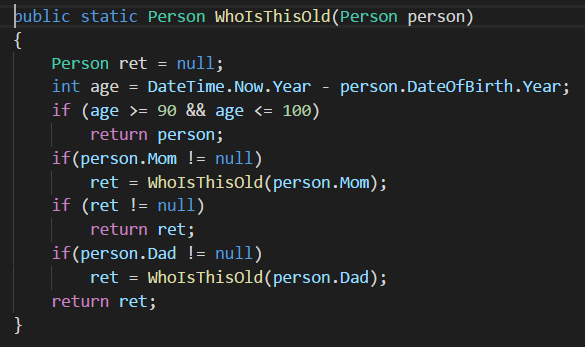 public static Person WhoIsThisOld(Person person)
{
    Person ret = null;
    int age = DateTime.Now.Year - person.DateOfBirth.Year;
    if (age >= 90 && age <= 100)
        return person;
    if(person.Mom != null)
        ret = WhoIsThisOld(person.Mom);
    if (ret != null)
        return ret;
    if(person.Dad != null)
        ret = WhoIsThisOld(person.Dad);
    return ret;
}